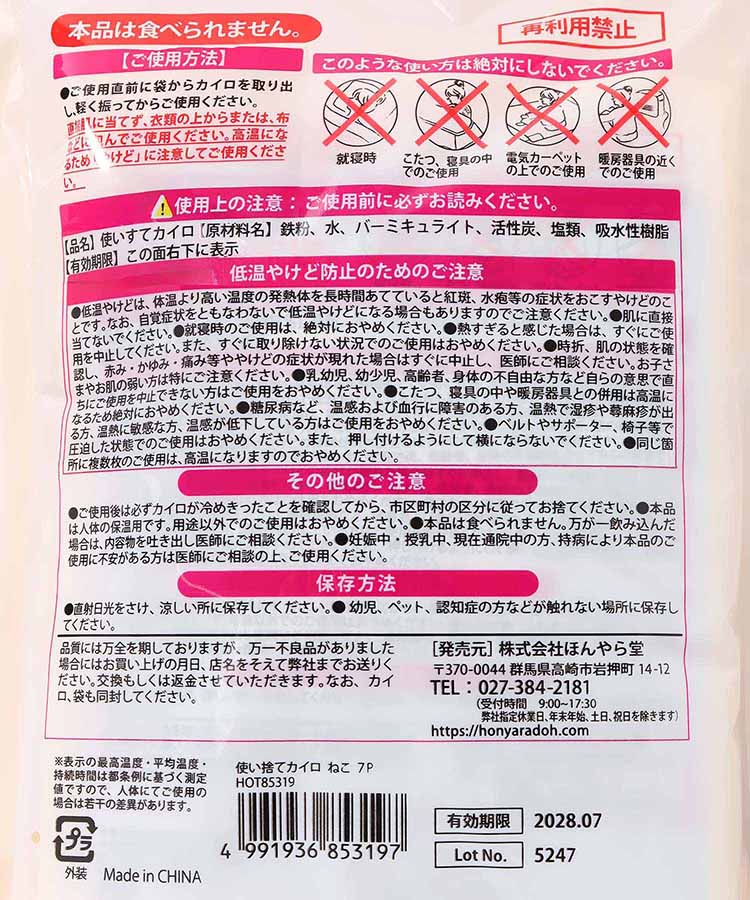 本品は食べられません。
再利用禁止
【ご使用方法】
●ご使用直前に袋からカイロを取り出
し、軽く振ってからご使用ください。
に当てず、衣類の上からまたは、布
などに んでご使用ください。高温にな
るため「やけど」に注意してご使用くださ
い。
このような使い方は絶対にしないでください。
就寝時
こたつ、寝具の中
でのご使用
電気カーペット
の上でのご使用
暖房器具の近く
でのご使用
使用上の注意：ご使用前に必ずお読みください。
【品名】使いすてカイロ【原材料名】鉄粉、水、バーミキュライト、活性炭、塩類、吸水性樹脂
【有効期限】この面右下に表示
低温やけど防止のためのご注意
●低温やけどは、体温より高い温度の発熱体を長時間あてていると紅斑、水疱等の症状をおこすやけどのこ
とです。なお、自覚症状をともなわないで低温やけどになる場合もありますのでご注意ください。●肌に直接
当てないでください。●就寝時のご使用は、絶対におやめください。●熱すぎると感じた場合は、すぐにご使
用を中止してください。また、すぐに取り除けない状況でのご使用はおやめください。●時折、肌の状態を確
認し、赤み・かゆみ・痛み等ややけどの症状が現れた場合はすぐに中止し、医師にご相談ください。お子さ
まやお肌の弱い方は特にご注意ください。●乳幼児、幼少児、高齢者、身体の不自由な方など自らの意思で直
ちにご使用を中止できない方はご使用をおやめください。●こたつ、寝具の中や暖房器具との併用は高温に
なるため絶対におやめください。●糖尿病など、温感および血行に障害のある方、温熱で湿疹や蕁麻疹が出
る方、温熱に敏感な方、温感が低下している方はご使用をおやめください。●ベルトやサポーター、椅子等で
圧迫した状態でのご使用はおやめください。また、押し付けるようにして横にならないでください。●同じ箇
所に複数枚のご使用は、高温になりますのでおやめください。
その他のご注意
●ご使用後は必ずカイロが冷めきったことを確認してから、市区町村の区分に従ってお捨てください。●本品
は人体の保温用です。用途以外でのご使用はおやめください。●本品は食べられません。万が一飲み込んだ
場合は、内容物を吐き出し医師にご相談ください。●妊娠中・授乳中、現在通院中の方、持病により本品のご
使用に不安がある方は医師にご相談の上、ご使用ください。
保存方法
●直射日光をさけ、涼しい所に保存してください。●幼児、ペット、認知症の方などが触れない場所に保存し
てください。
品質には万全を期しておりますが、万一不良品がありました
場合にはお買い上げの月日、店名をそえて弊社までお送りく
ださい。交換もしくは返金させていただきます。なお、カイ
ロ、袋も同封してください。
[発売元] 株式会社ほんやら堂
〒370-0044 群馬県高崎市岩押町 14-12
TEL：027-384-2181
(受付時間 9:00~17:30
弊社指定休業日、年末年始、土日、祝日を除きます)
https://honyaradoh.com/
※表示の最高温度・平均温度・
持続時間は都条例に基づく測定
値ですので、人体にてご使用の
場合は若干の差異があります。
使い捨てカイロ ねこ 7P
HOT85319
4 991936 853197
プラ
外装
Made in CHINA
有効期限 2028.07
Lot No. 5247